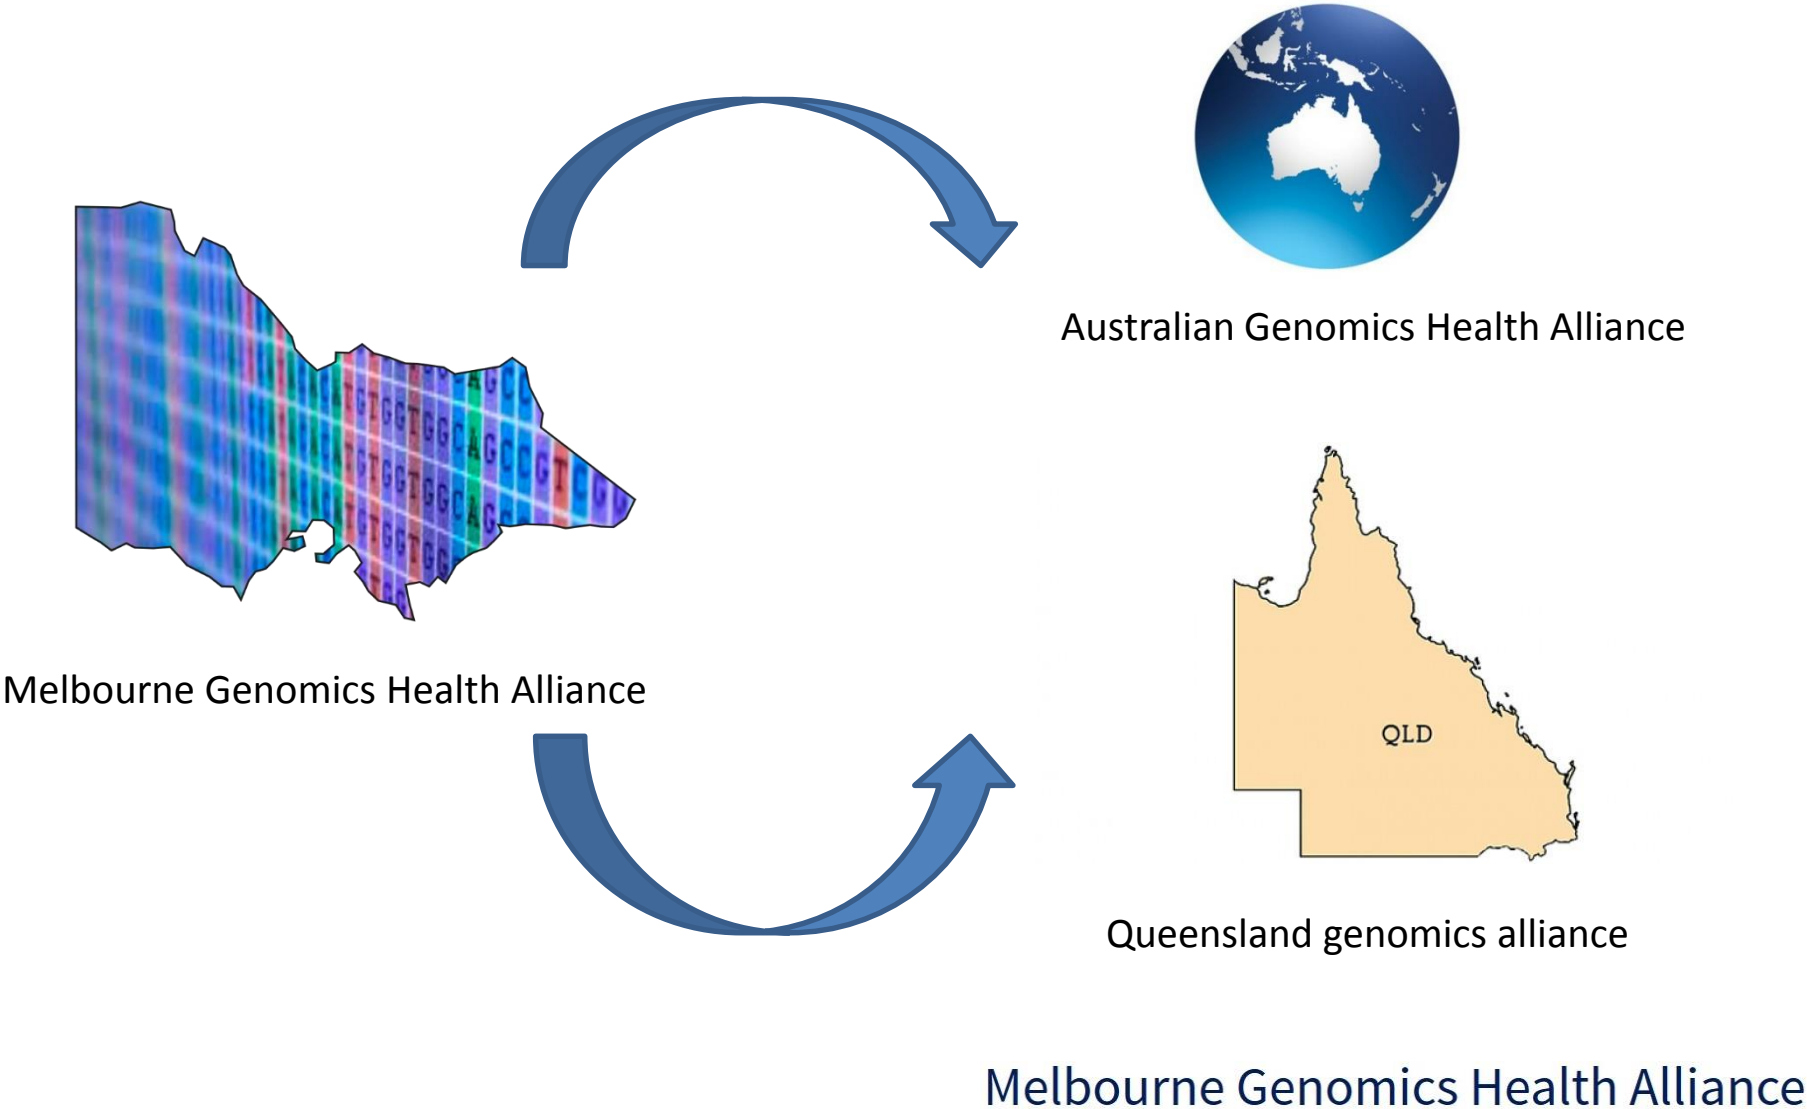 Australian Genomics Health Alliance
Melbourne Genomics Health Alliance
QLD
Queensland genomics alliance
Melbourne Genomics Health Alliance